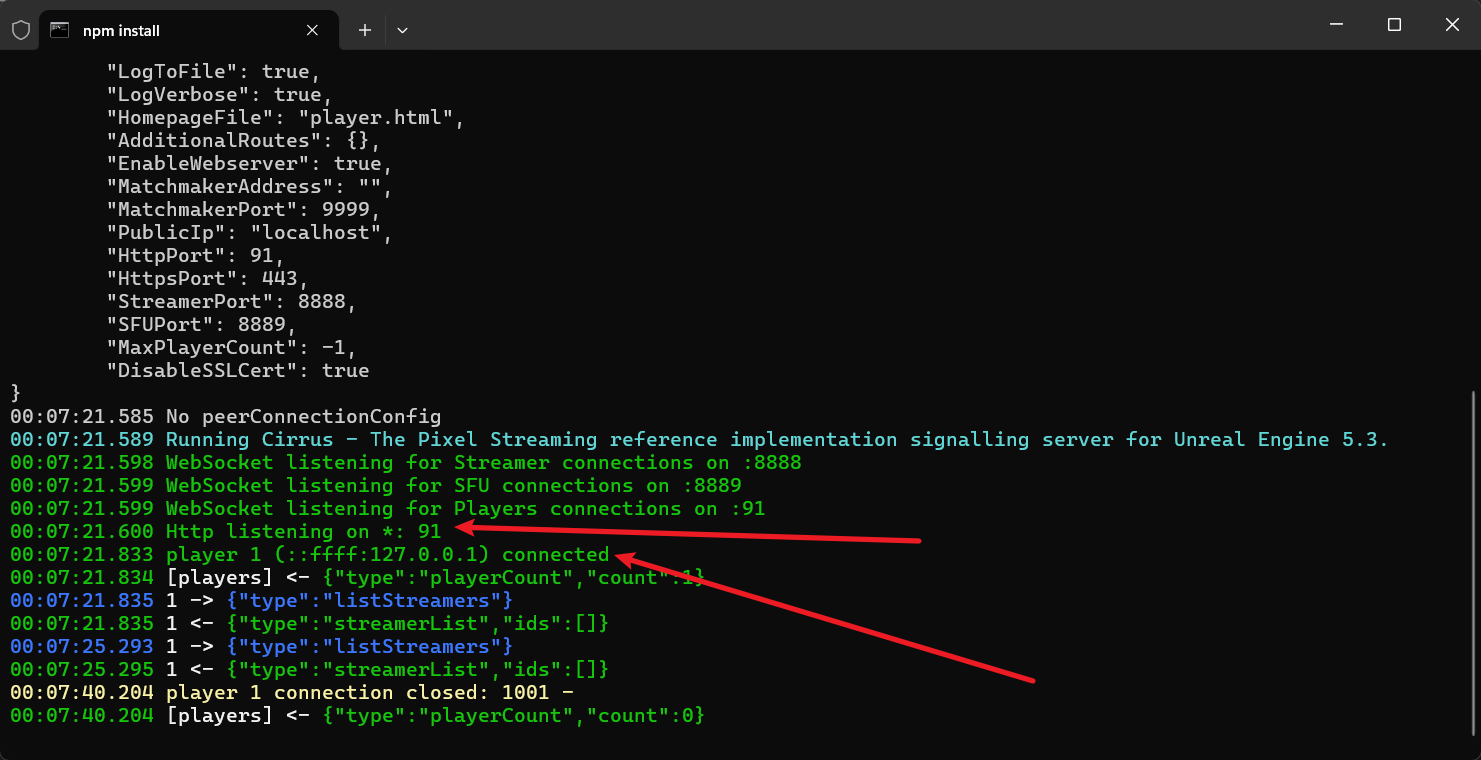 npm install
"LogToFile": true,
"LogVerbose": true,
"HomepageFile": "player.html",
"AdditionalRoutes": {},
"EnableWebserver": true,
"MatchmakerAddress": "",
"MatchmakerPort": 9999,
"PublicIp": "localhost",
"HttpPort": 91,
"HttpsPort": 443,
"StreamerPort": 8888,
"SFUPort": 8889,
"MaxPlayerCount": -1,
"DisableSSLCert": true
}
00:07:21.585 No peerConnectionConfig
00:07:21.589 Running Cirrus - The Pixel Streaming reference implementation signalling server for Unreal Engine 5.3.
00:07:21.598 WebSocket listening for Streamer connections on :8888
00:07:21.599 WebSocket listening for SFU connections on :8889
00:07:21.599 WebSocket listening for Players connections on :91
00:07:21.600 Http listening on *: 91
00:07:21.833 player 1 (::ffff:127.0.0.1) connected
00:07:21.834 [players] <- {"type":"playerCount","count":1}
00:07:21.835 1 -> {"type":"listStreamers"}
00:07:21.835 1 <- {"type":"streamerList","ids":[]}
00:07:25.293 1 -> {"type":"listStreamers"}
00:07:25.295 1 <- {"type":"streamerList","ids":[]}
00:07:40.204 player 1 connection closed: 1001 -
00:07:40.204 [players] <- {"type":"playerCount","count":0}